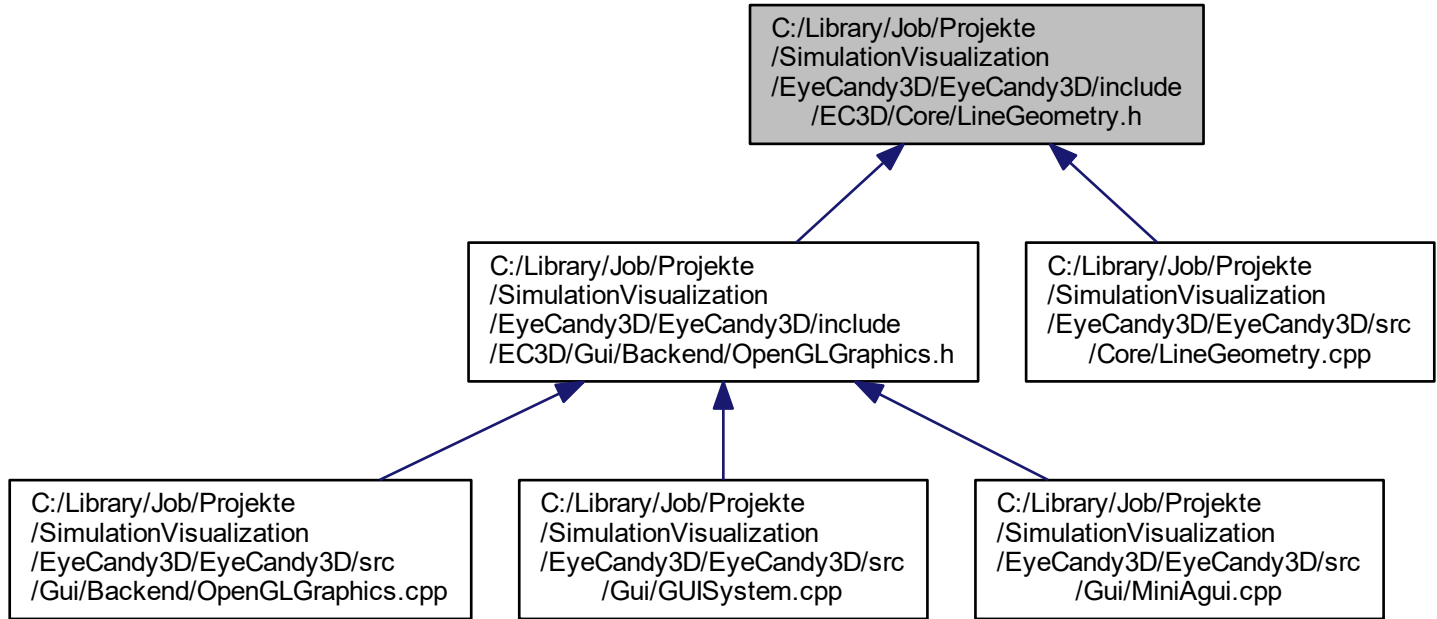 C:/Library/Job/Projekte
/SimulationVisualization
/EyeCandy3D/EyeCandy3D/include
/EC3D/Core/LineGeometry.h
C:/Library/Job/Projekte
/SimulationVisualization
/EyeCandy3D/EyeCandy3D/include
/EC3D/Gui/Backend/OpenGLGraphics.h
C:/Library/Job/Projekte
/SimulationVisualization
/EyeCandy3D/EyeCandy3D/src
/Core/LineGeometry.cpp
C:/Library/Job/Projekte
/SimulationVisualization
/EyeCandy3D/EyeCandy3D/src
/Gui/Backend/OpenGLGraphics.cpp
C:/Library/Job/Projekte
/SimulationVisualization
/EyeCandy3D/EyeCandy3D/src
/Gui/GUISystem.cpp
C:/Library/Job/Projekte
/SimulationVisualization
/EyeCandy3D/EyeCandy3D/src
/Gui/MiniAgui.cpp